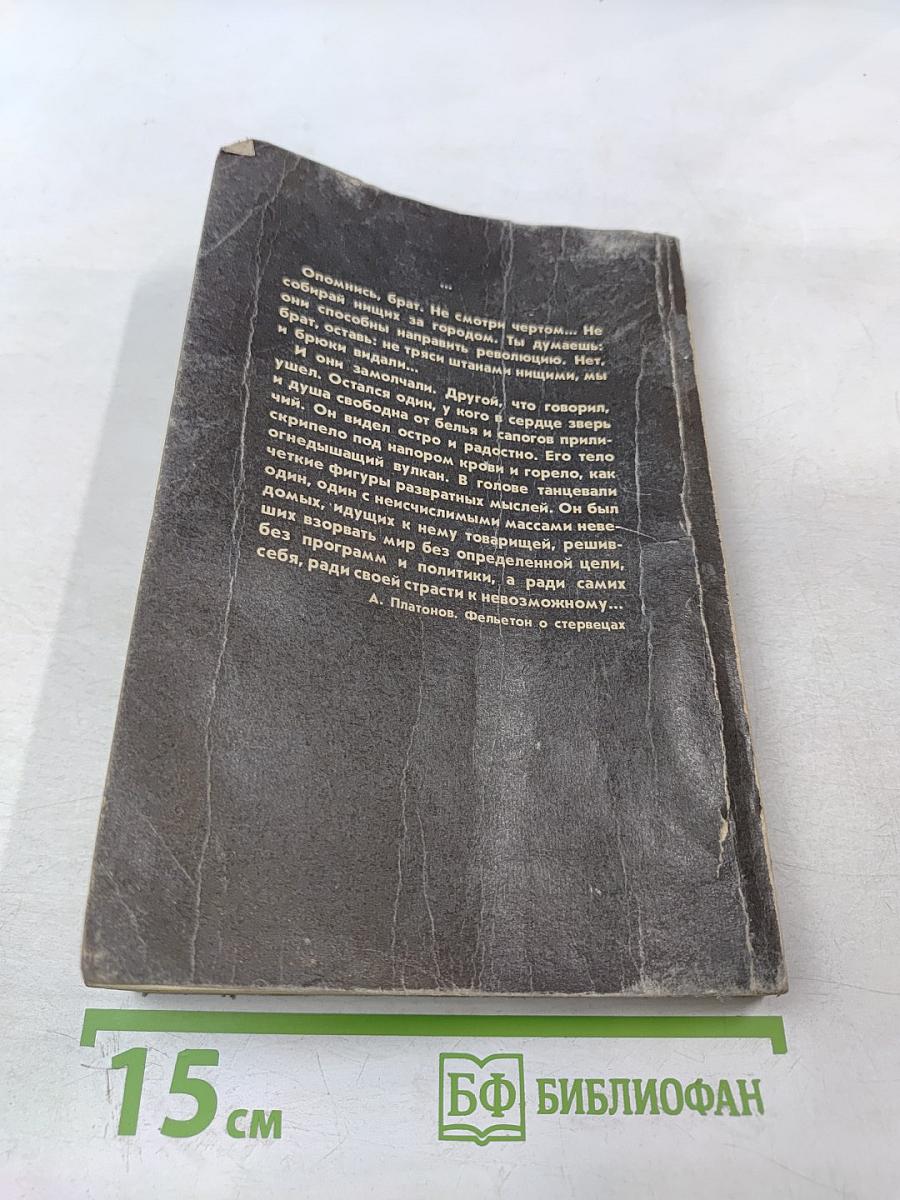 ...
Опомнись, брат. Не смотри чертом... Не
собирай нищих за городом. Ты думаешь:
они способны направить революцию. Нет,
брат, оставь: не тряси штанами нищими, мы
и брюки видали...
И они замолчали. Другой, что говорил,
ушел. Остался один, у кого в сердце зверь
и душа свободна от белья и сапогов прили-
чий. Он видел остро и радостно. Его тело
скрипело под напором крови и горело, как
огнедышащий вулкан. В голове танцевали
четкие фигуры развратных мыслей. Он был
один, один с неисчислимыми массами неве-
домых, идущих к нему товарищей, решив-
ших взорвать мир без определенной цели,
без программ и политики, а ради самих
себя, ради своей страсти к невозможному...
А. Платонов. Фельетон о стервецах
15 см
БФ БИБЛИОФАН